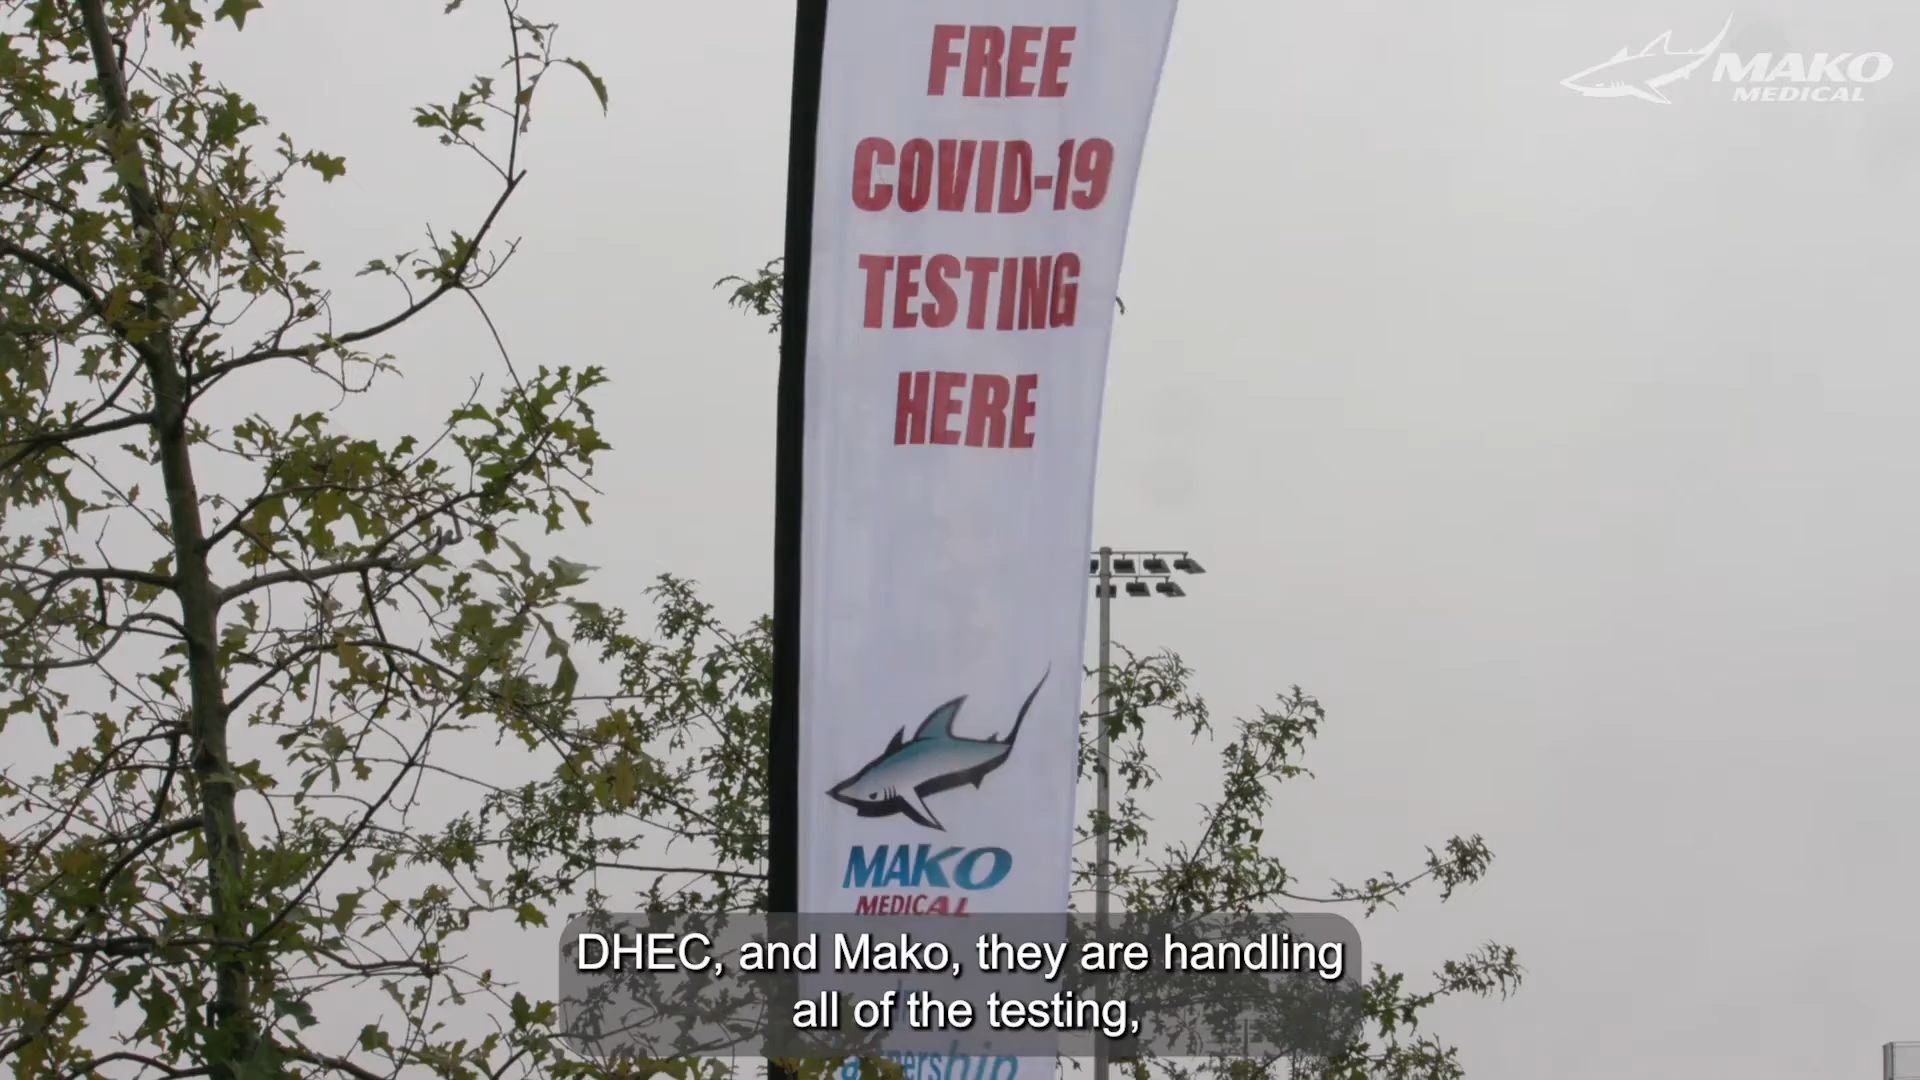 FREE
COVID-19
TESTING
HERE
MAKO
MEDICAL
MAKO
MEDICAL
DHEC, and Mako, they are handling
all of the testing,